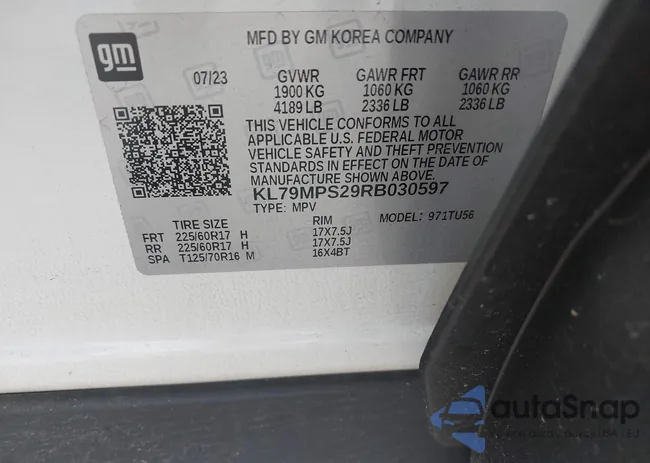 gm
MFD BY GM KOREA COMPANY
07/23 GVWR GAWR FRT GAWR RR
1900 KG 1060 KG 1060 KG
4189 LB 2336 LB 2336 LB
THIS VEHICLE CONFORMS TO ALL
APPLICABLE U.S. FEDERAL MOTOR
VEHICLE SAFETY AND THEFT PREVENTION
STANDARDS IN EFFECT ON THE DATE OF
MANUFACTURE SHOWN ABOVE.
KL79MPS29RB030597
TYPE: MPV MODEL: 971TU56
TIRE SIZE RIM
FRT 225/60R17 H 17X7.5J
RR 225/60R17 H 17X7.5J
SPA T125/70R16 M 16X4BT
autoSnap